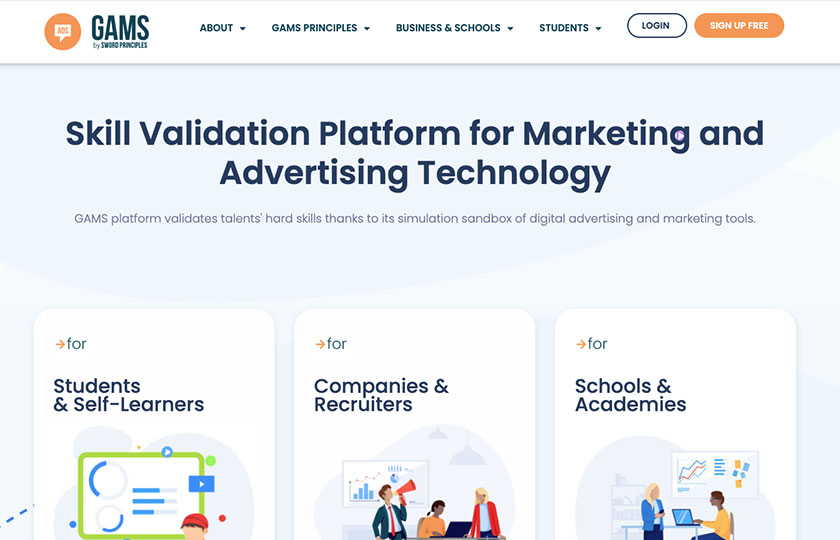 ADS
GAMS
by SWORD PRINCIPLES
ABOUT
GAMS PRINCIPLES
BUSINESS & SCHOOLS
STUDENTS
LOGIN
SIGN UP FREE
Skill Validation Platform for Marketing and
Advertising Technology
GAMS platform validates talents' hard skills thanks to its simulation sandbox of digital advertising and marketing tools.
for
Students
& Self-Learners
for
Companies &
Recruiters
for
Schools &
Academies